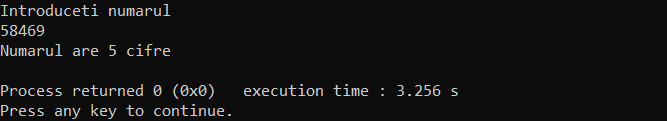 Introduceti numarul
58469
Numarul are 5 cifre
Process returned 0 (0x0)   execution time : 3.256 s
Press any key to continue.